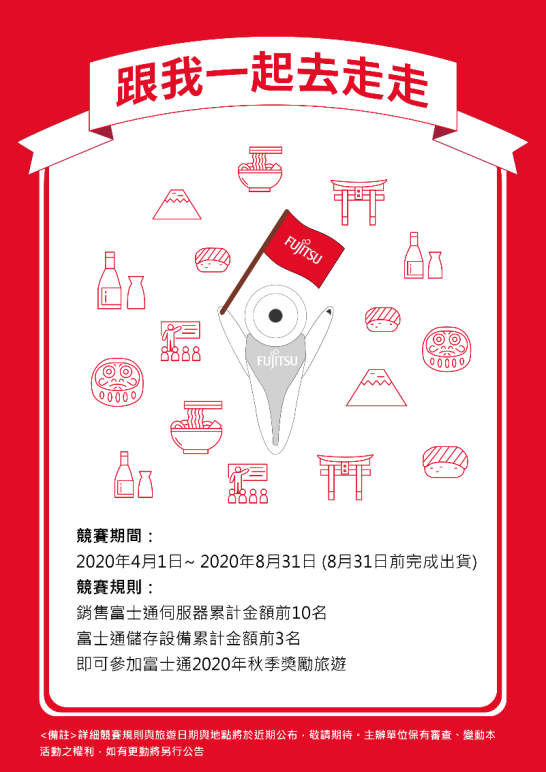 跟我一起去走走
FUJITSU
FUJITSU
競賽期間：
2020年4月1日~ 2020年8月31日 (8月31日前完成出貨)
競賽規則：
銷售富士通伺服器累計金額前10名
富士通儲存設備累計金額前3名
即可參加富士通2020年秋季獎勵旅遊
<備註>詳細競賽規則與旅遊日期與地點將於近期公布，敬請期待。主辦單位保有審查、變動本
活動之權利，如有更動將另行公告